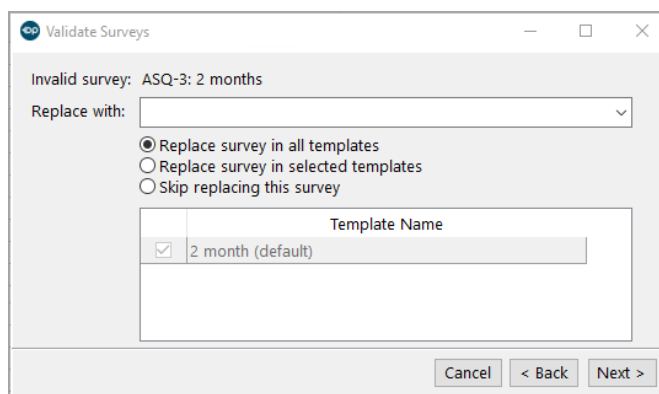 op Validate Surveys
Invalid survey: ASQ-3: 2 months
Replace with:
Replace survey in all templates
Replace survey in selected templates
Skip replacing this survey
Template Name
2 month (default)
Cancel < Back Next >